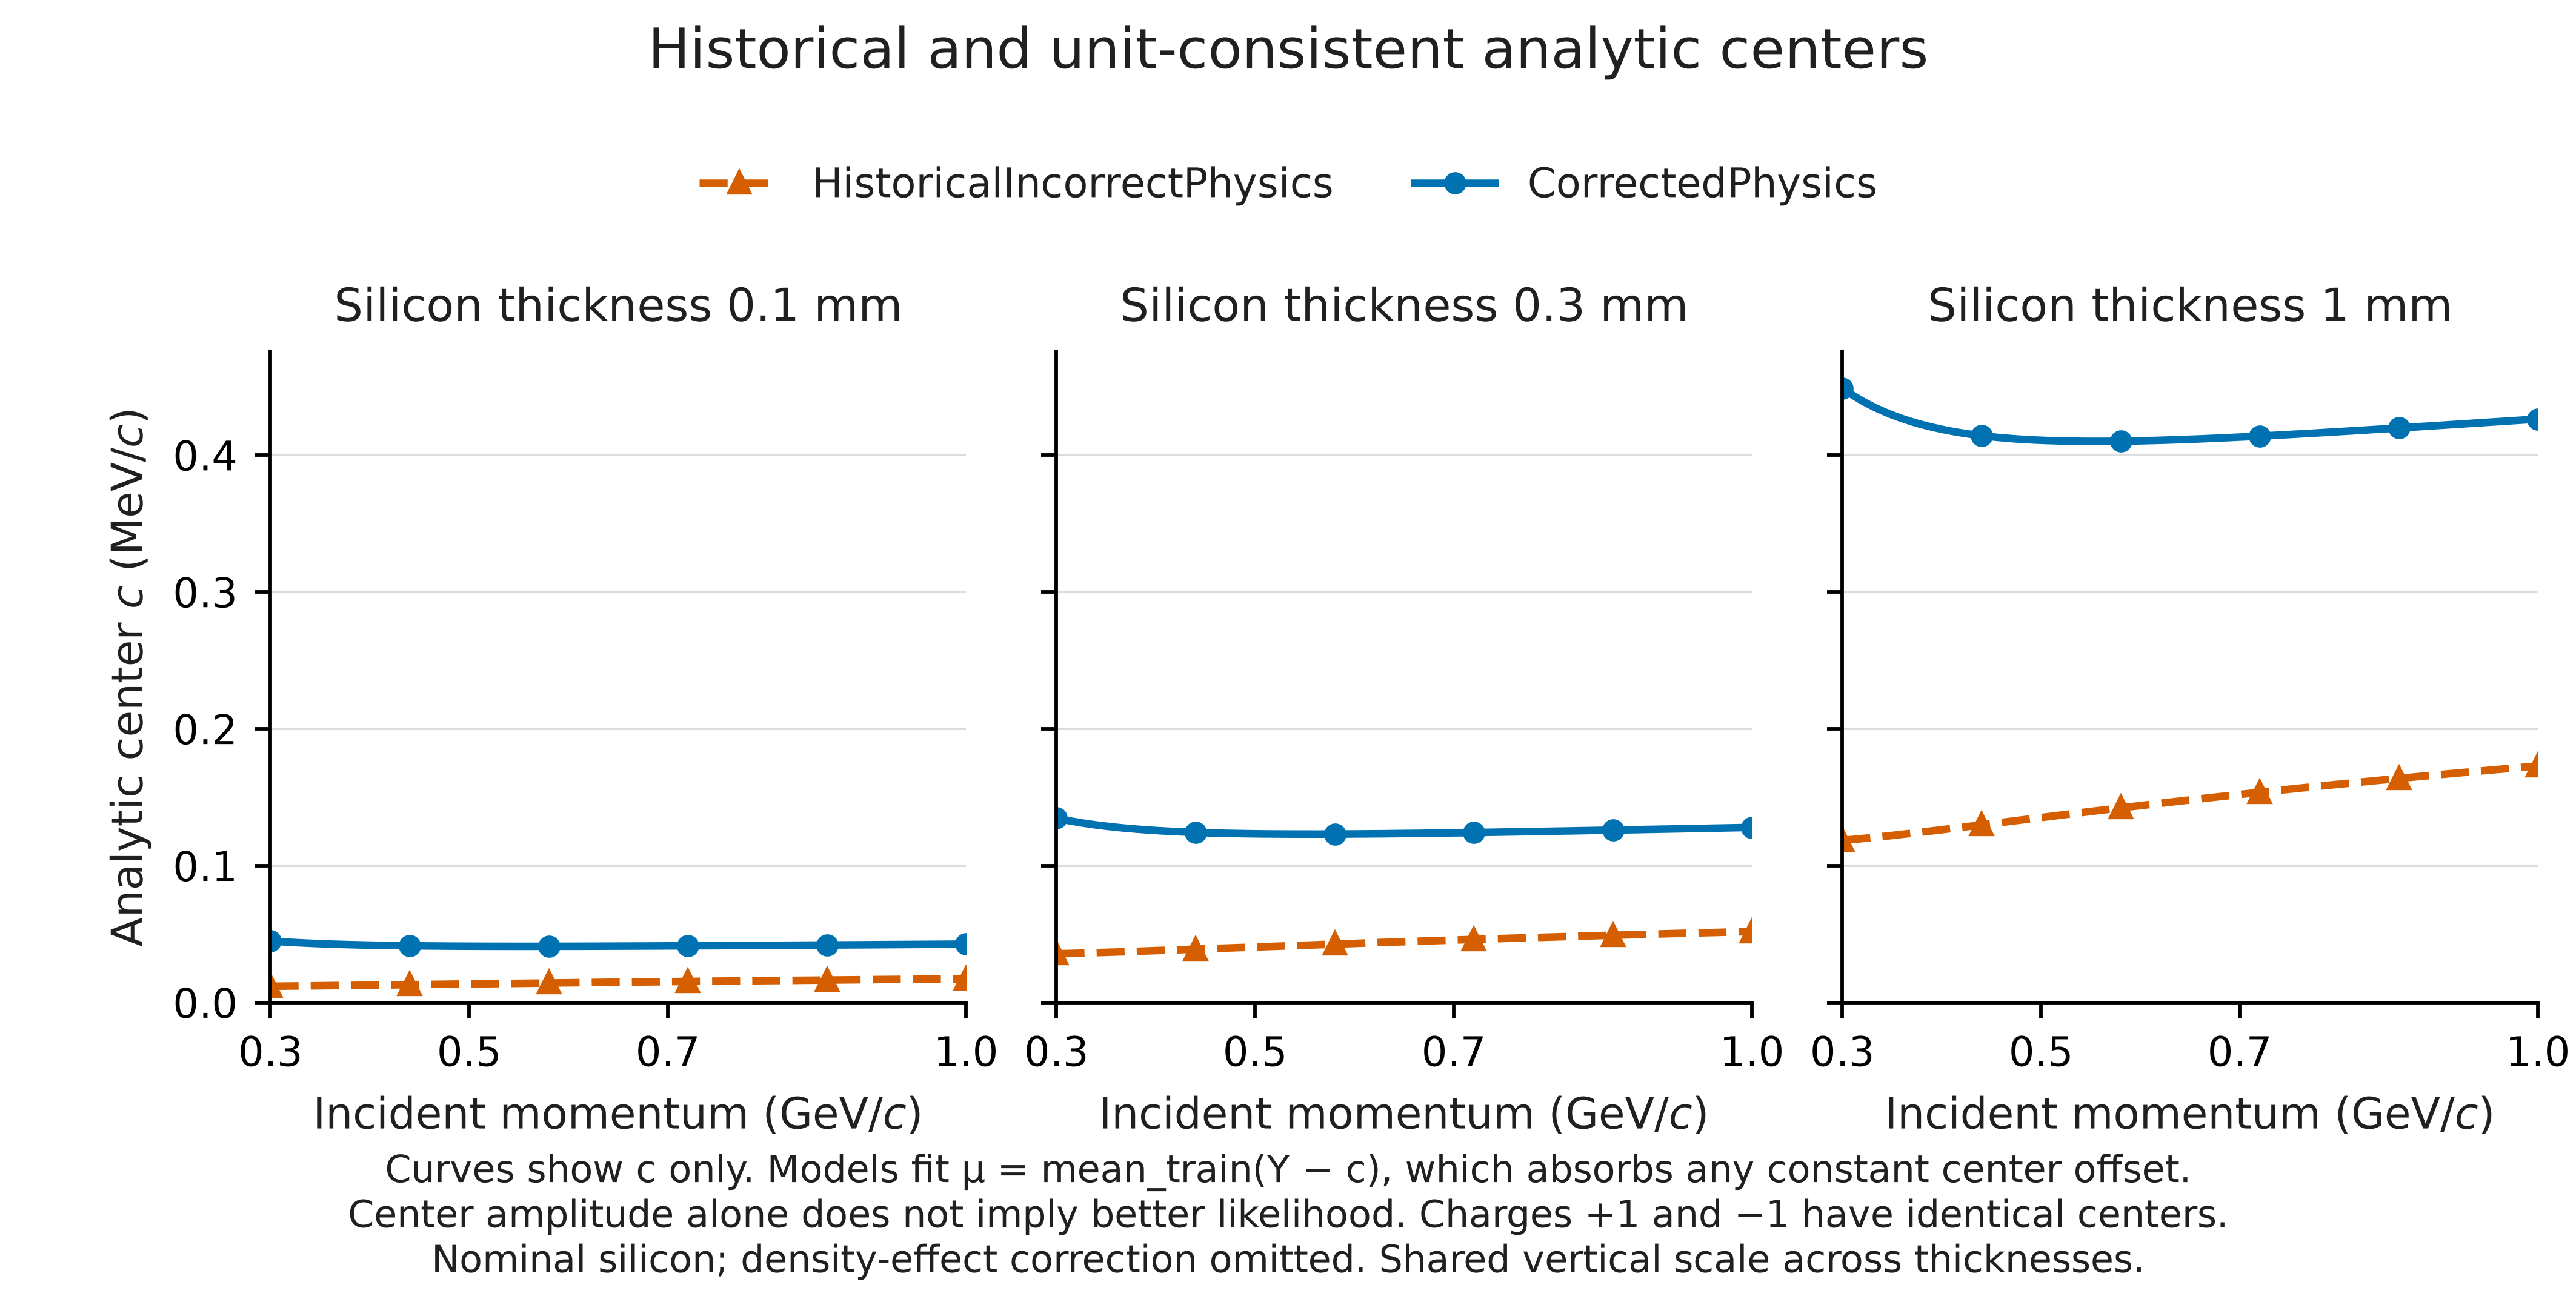 Historical and unit-consistent analytic centers
HistoricalIncorrectPhysics
CorrectedPhysics
Silicon thickness 0.1 mm
Silicon thickness 0.3 mm
Silicon thickness 1 mm
Analytic center c (MeV/c)
0.4
0.3
0.2
0.1
0.0
0.3 0.5 0.7 1.0
0.3 0.5 0.7 1.0
0.3 0.5 0.7 1.0
Incident momentum (GeV/c)
Incident momentum (GeV/c)
Incident momentum (GeV/c)
Curves show c only. Models fit μ = mean_train(Y − c), which absorbs any constant center offset.
Center amplitude alone does not imply better likelihood. Charges +1 and −1 have identical centers.
Nominal silicon; density-effect correction omitted. Shared vertical scale across thicknesses.